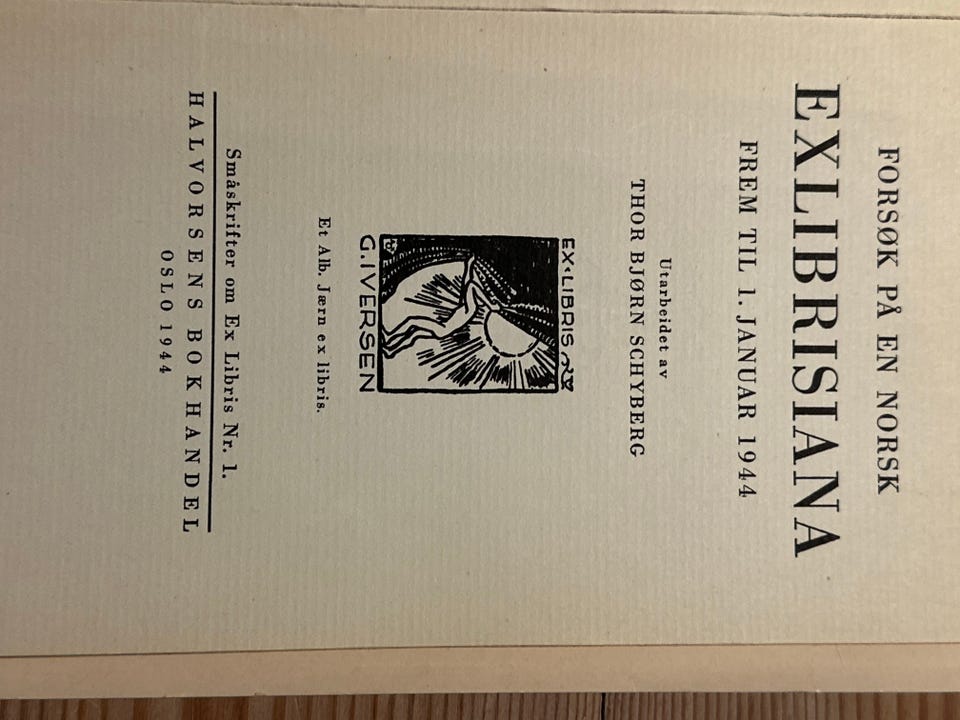 FORSØK PÅ EN NORSK
EXLIBRISIANA
FREM TIL 1. JANUAR 1944
Utarbeidet av
THOR BJØRN SCHYBERG
EX-LIBRIS
G. IVERSEN
Et Alb. Jærn ex libris.
Småskrifter om Ex Libris Nr. 1.
HALVORSENS BOKHANDEL
OSLO 1944